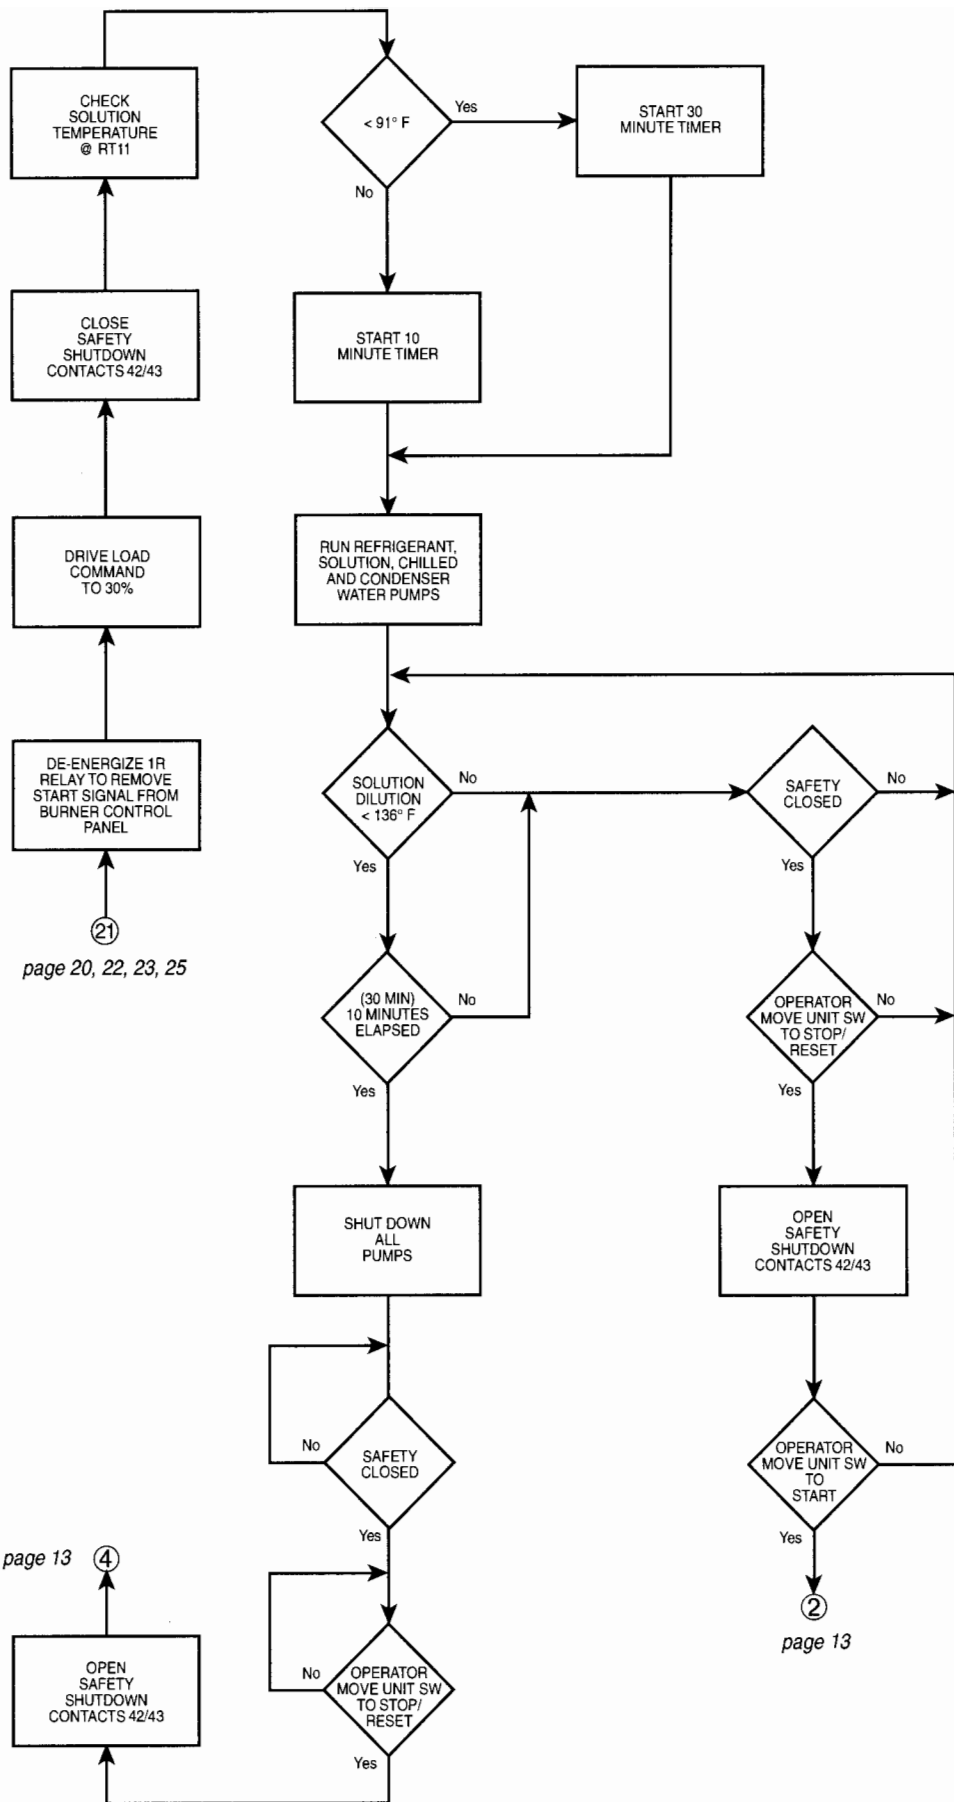 CHECK
SOLUTION
TEMPERATURE
@ RT11
< 91° F
Yes
No
START 30
MINUTE TIMER
CLOSE
SAFETY
SHUTDOWN
CONTACTS 42/43
START 10
MINUTE TIMER
DRIVE LOAD
COMMAND
TO 30%
RUN REFRIGERANT,
SOLUTION, CHILLED
AND CONDENSER
WATER PUMPS
DE-ENERGIZE 1R
RELAY TO REMOVE
START SIGNAL FROM
BURNER CONTROL
PANEL
21
page 20, 22, 23, 25
SOLUTION
DILUTION
< 136° F
No
Yes
SAFETY
CLOSED
No
Yes
(30 MIN)
10 MINUTES
ELAPSED
No
Yes
OPERATOR
MOVE UNIT SW
TO STOP/
RESET
No
Yes
SHUT DOWN
ALL
PUMPS
OPEN
SAFETY
SHUTDOWN
CONTACTS 42/43
SAFETY
CLOSED
No
Yes
OPERATOR
MOVE UNIT SW
TO
START
No
Yes
2
page 13
page 13 4
OPEN
SAFETY
SHUTDOWN
CONTACTS 42/43
OPERATOR
MOVE UNIT SW
TO STOP/
RESET
No
Yes